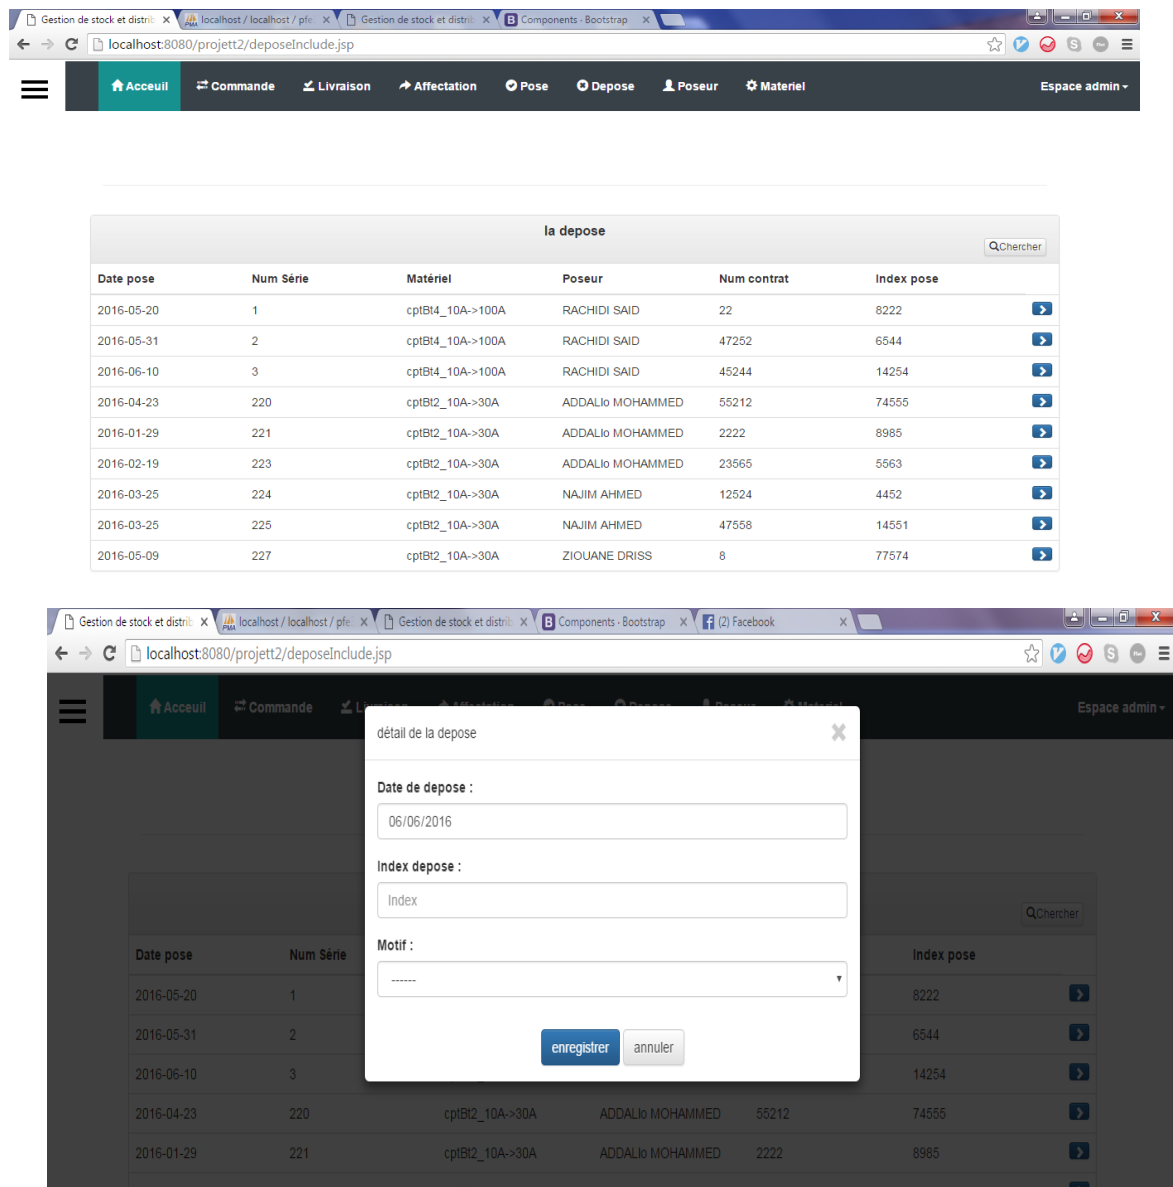 Gestion de stock et distrib localhost / localhost / pfe Gestion de stock et distrib Components · Bootstrap
localhost:8080/projett2/deposeInclude.jsp
Acceuil Commande Livraison Affectation Pose Depose Poseur Materiel Espace admin
la depose
Chercher
Date pose Num Série Matériel Poseur Num contrat Index pose
2016-05-20 1 cptBt4_10A->100A RACHIDI SAID 22 8222
2016-05-31 2 cptBt4_10A->100A RACHIDI SAID 47252 6544
2016-06-10 3 cptBt4_10A->100A RACHIDI SAID 45244 14254
2016-04-23 220 cptBt2_10A->30A ADDALIo MOHAMMED 55212 74555
2016-01-29 221 cptBt2_10A->30A ADDALIo MOHAMMED 2222 8985
2016-02-19 223 cptBt2_10A->30A ADDALIo MOHAMMED 23565 5563
2016-03-25 224 cptBt2_10A->30A NAJIM AHMED 12524 4452
2016-03-25 225 cptBt2_10A->30A NAJIM AHMED 47558 14551
2016-05-09 227 cptBt2_10A->30A ZIOUANE DRISS 8 77574
Gestion de stock et distrib localhost / localhost / pfe Gestion de stock et distrib Components · Bootstrap (2) Facebook
localhost:8080/projett2/deposeInclude.jsp
Acceuil Commande Espace admin
détail de la depose
Date de depose :
06/06/2016
Index depose :
Index
Chercher
Motif :
------
Date pose Num Série Index pose
2016-05-20 1 8222
2016-05-31 2 6544
enregistrer annuler
2016-06-10 3 14254
2016-04-23 220 cptBt2_10A->30A ADDALIo MOHAMMED 55212 74555
2016-01-29 221 cptBt2_10A->30A ADDALIo MOHAMMED 2222 8985